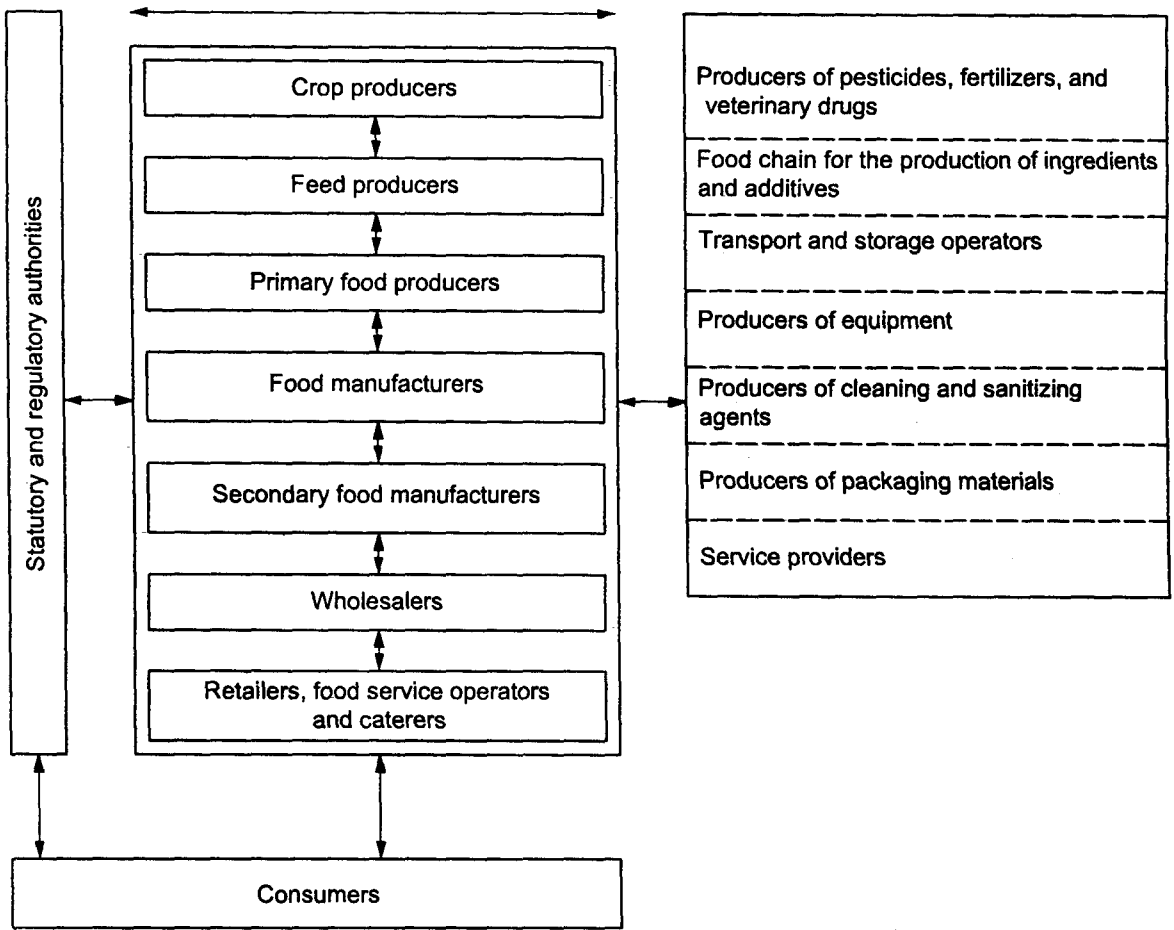 Statutory and regulatory authorities
Crop producers
Feed producers
Primary food producers
Food manufacturers
Secondary food manufacturers
Wholesalers
Retailers, food service operators
and caterers
Producers of pesticides, fertilizers, and
veterinary drugs
Food chain for the production of ingredients
and additives
Transport and storage operators
Producers of equipment
Producers of cleaning and sanitizing
agents
Producers of packaging materials
Service providers
Consumers